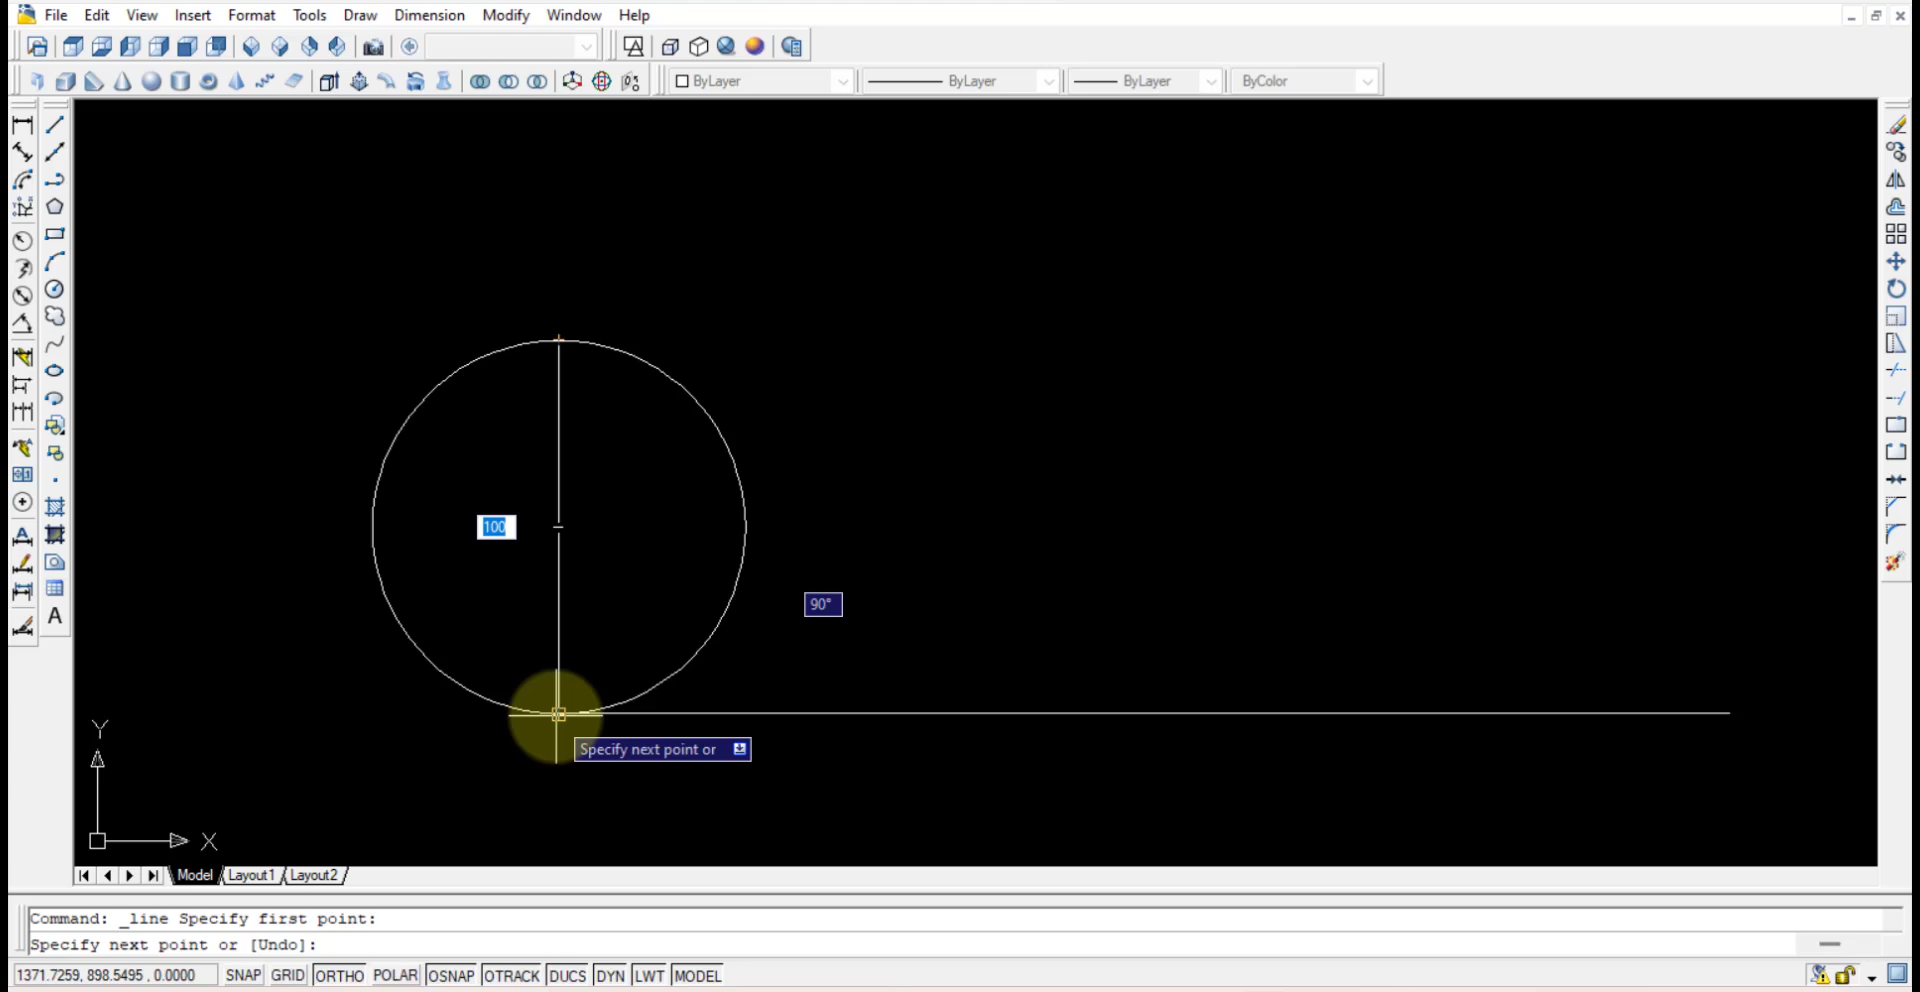 File Edit View Insert Format Tools Draw Dimension Modify Window Help
ByLayer ByLayer ByLayer ByColor
A
100
90°
Specify next point or
Y
X
Model Layout1 Layout2
Command: _line Specify first point:
Specify next point or [Undo]:
1371.7259, 898.5495 , 0.0000 SNAP GRID ORTHO POLAR OSNAP OTRACK DUCS DYN LWT MODEL